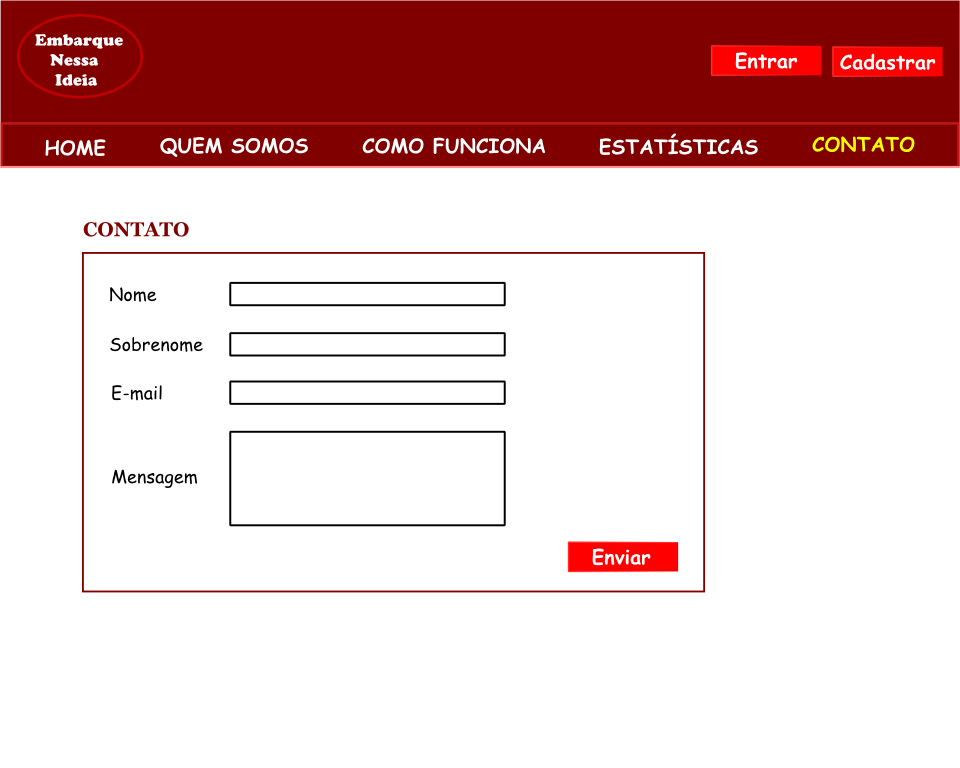 Embarque
Nessa
Ideia
Entrar
Cadastrar
HOME
QUEM SOMOS
COMO FUNCIONA
ESTATÍSTICAS
CONTATO
CONTATO
Nome
Sobrenome
E-mail
Mensagem
Enviar